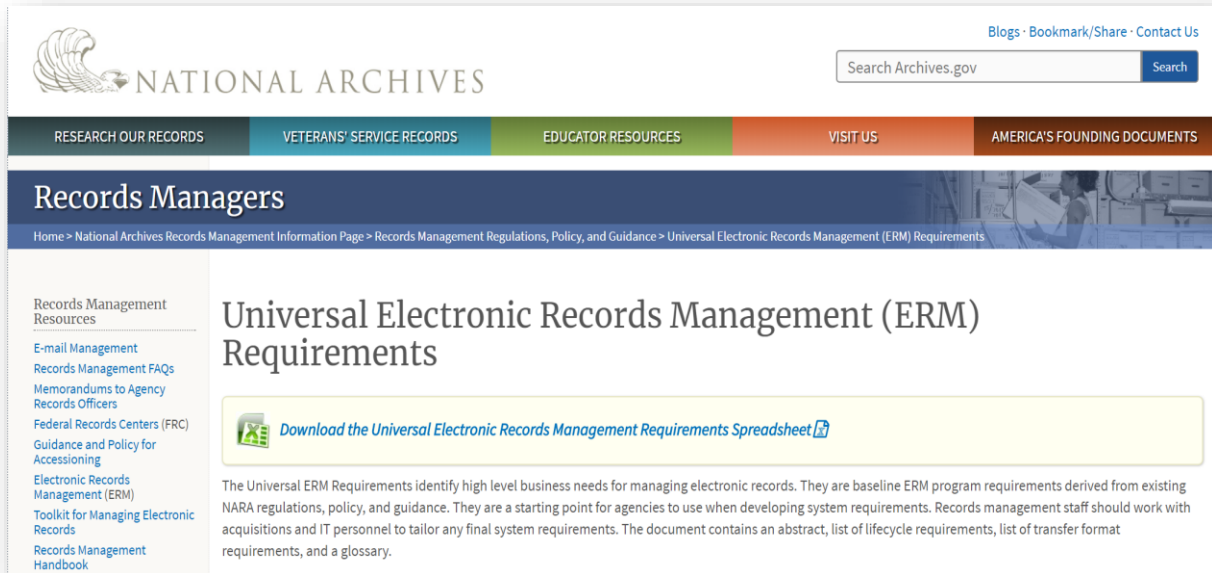 Blogs · Bookmark/Share · Contact Us
NATIONAL ARCHIVES
Search Archives.gov
Search
RESEARCH OUR RECORDS
VETERANS' SERVICE RECORDS
EDUCATOR RESOURCES
VISIT US
AMERICA'S FOUNDING DOCUMENTS
Records Managers
Home > National Archives Records Management Information Page > Records Management Regulations, Policy, and Guidance > Universal Electronic Records Management (ERM) Requirements
Records Management
Resources
E-mail Management
Records Management FAQs
Memorandums to Agency
Records Officers
Federal Records Centers (FRC)
Guidance and Policy for
Accessioning
Electronic Records
Management (ERM)
Toolkit for Managing Electronic
Records
Records Management
Handbook
Universal Electronic Records Management (ERM)
Requirements
Download the Universal Electronic Records Management Requirements Spreadsheet
The Universal ERM Requirements identify high level business needs for managing electronic records. They are baseline ERM program requirements derived from existing
NARA regulations, policy, and guidance. They are a starting point for agencies to use when developing system requirements. Records management staff should work with
acquisitions and IT personnel to tailor any final system requirements. The document contains an abstract, list of lifecycle requirements, list of transfer format
requirements, and a glossary.